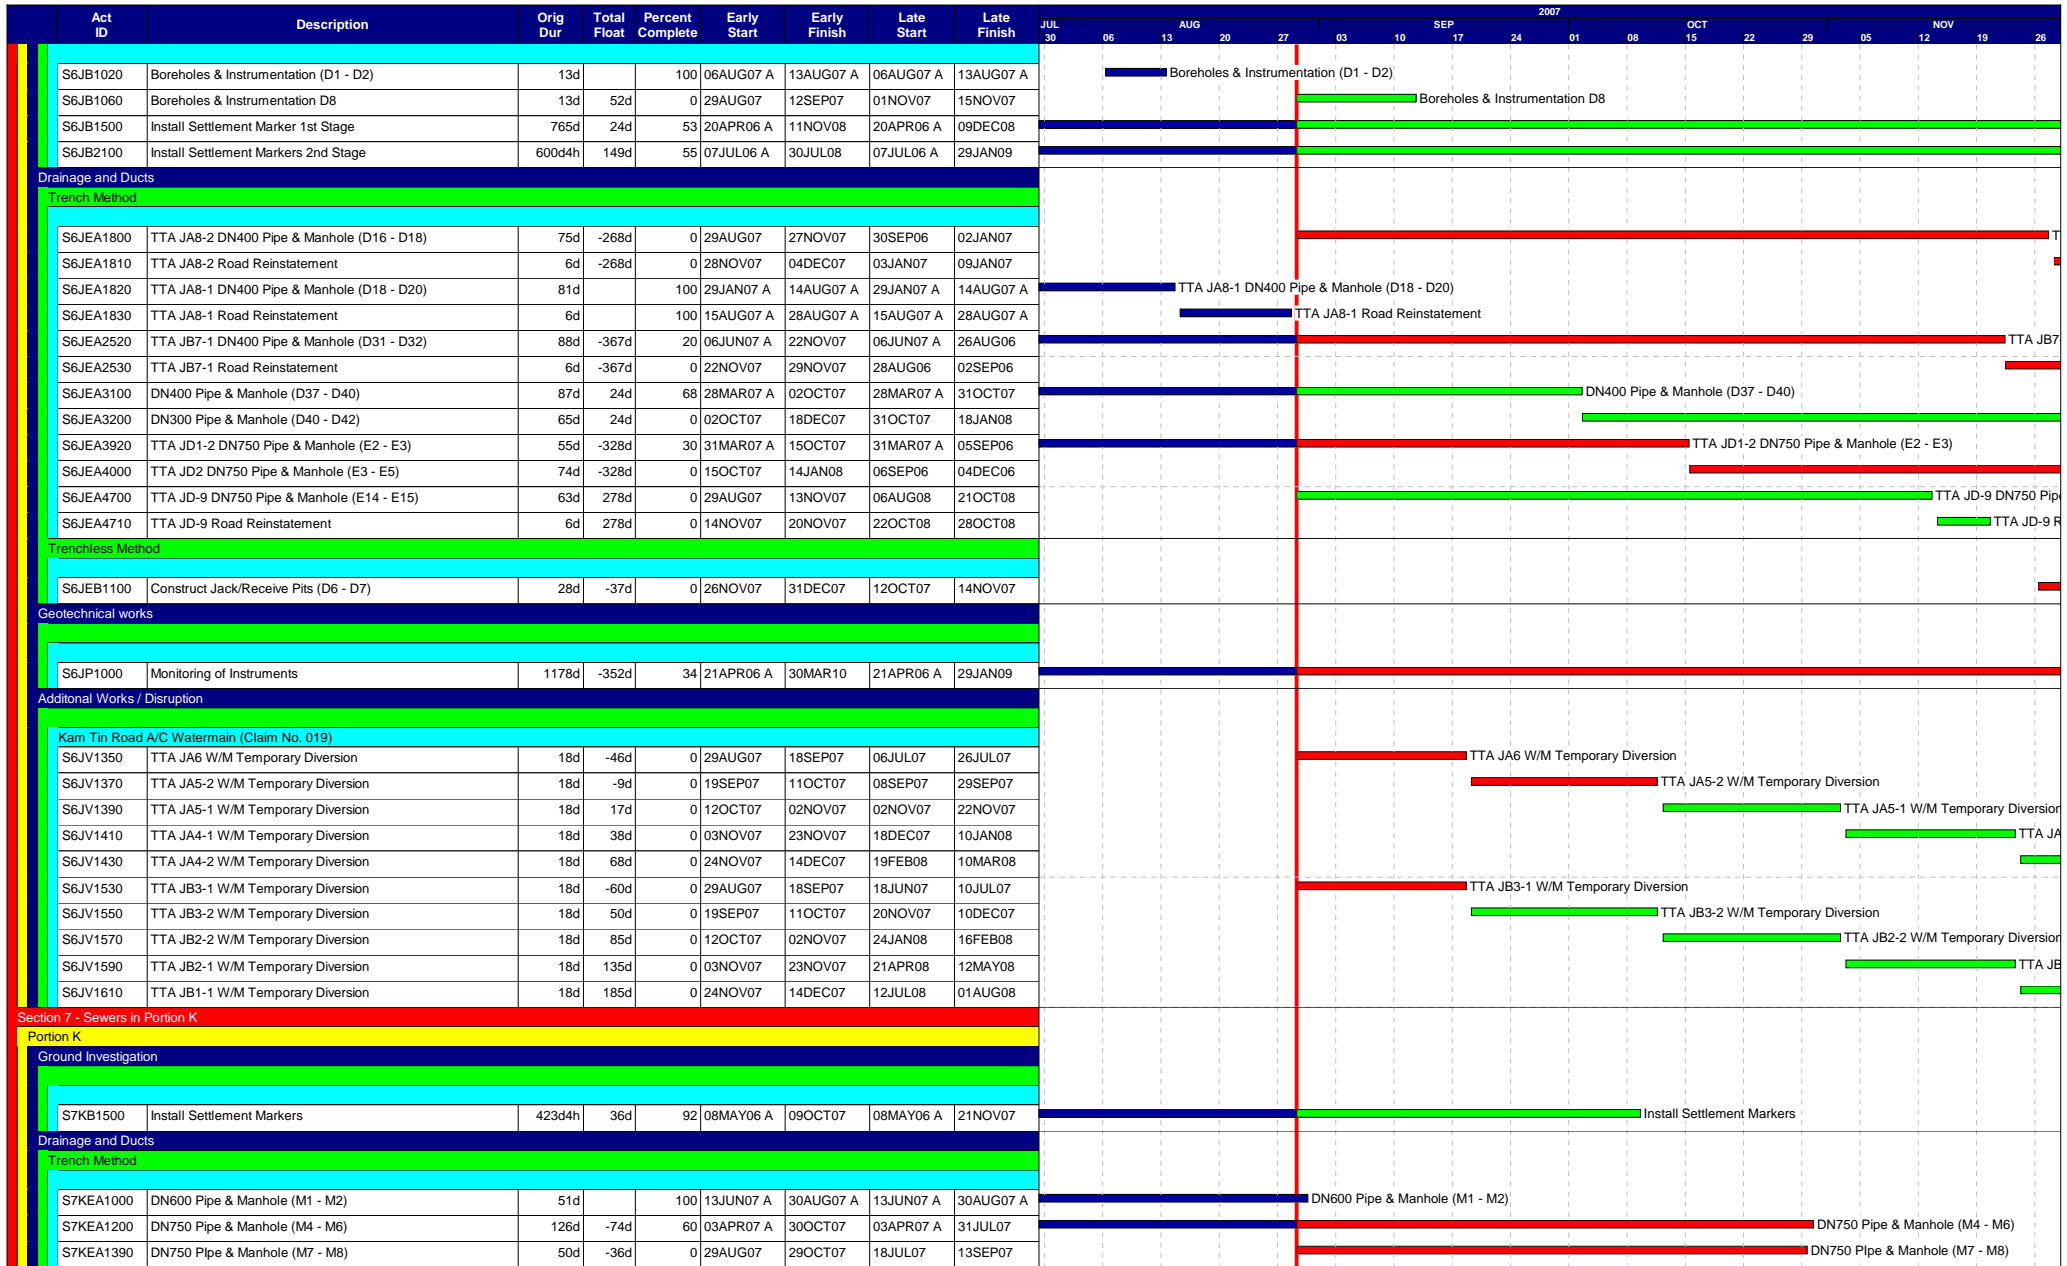 Act ID Description Orig Dur Total Float Percent Complete Early Start Early Finish Late Start Late Finish
2007
JUL AUG SEP OCT NOV
30 06 13 20 27 03 10 17 24 01 08 15 22 29 05 12 19 26
S6JB1020 Boreholes & Instrumentation (D1 - D2) 13d 100 06AUG07 A 13AUG07 A 06AUG07 A 13AUG07 A Boreholes & Instrumentation (D1 - D2)
S6JB1060 Boreholes & Instrumentation D8 13d 52d 0 29AUG07 12SEP07 01NOV07 15NOV07 Boreholes & Instrumentation D8
S6JB1500 Install Settlement Marker 1st Stage 765d 24d 53 20APR06 A 11NOV08 20APR06 A 09DEC08
S6JB2100 Install Settlement Markers 2nd Stage 600d4h 149d 55 07JUL06 A 30JUL08 07JUL06 A 29JAN09
Drainage and Ducts
Trench Method
S6JEA1800 TTA JA8-2 DN400 Pipe & Manhole (D16 - D18) 75d -268d 0 29AUG07 27NOV07 30SEP06 02JAN07 T
S6JEA1810 TTA JA8-2 Road Reinstatement 6d -268d 0 28NOV07 04DEC07 03JAN07 09JAN07
S6JEA1820 TTA JA8-1 DN400 Pipe & Manhole (D18 - D20) 81d 100 29JAN07 A 14AUG07 A 29JAN07 A 14AUG07 A TTA JA8-1 DN400 Pipe & Manhole (D18 - D20)
S6JEA1830 TTA JA8-1 Road Reinstatement 6d 100 15AUG07 A 28AUG07 A 15AUG07 A 28AUG07 A TTA JA8-1 Road Reinstatement
S6JEA2520 TTA JB7-1 DN400 Pipe & Manhole (D31 - D32) 88d -367d 20 06JUN07 A 22NOV07 06JUN07 A 26AUG06 TTA JB7-
S6JEA2530 TTA JB7-1 Road Reinstatement 6d -367d 0 22NOV07 29NOV07 28AUG06 02SEP06
S6JEA3100 DN400 Pipe & Manhole (D37 - D40) 87d 24d 68 28MAR07 A 02OCT07 28MAR07 A 31OCT07 DN400 Pipe & Manhole (D37 - D40)
S6JEA3200 DN300 Pipe & Manhole (D40 - D42) 65d 24d 0 02OCT07 18DEC07 31OCT07 18JAN08
S6JEA3920 TTA JD1-2 DN750 Pipe & Manhole (E2 - E3) 55d -328d 30 31MAR07 A 15OCT07 31MAR07 A 05SEP06 TTA JD1-2 DN750 Pipe & Manhole (E2 - E3)
S6JEA4000 TTA JD2 DN750 Pipe & Manhole (E3 - E5) 74d -328d 0 15OCT07 14JAN08 06SEP06 04DEC06
S6JEA4700 TTA JD-9 DN750 Pipe & Manhole (E14 - E15) 63d 278d 0 29AUG07 13NOV07 06AUG08 21OCT08 TTA JD-9 DN750 Pipe
S6JEA4710 TTA JD-9 Road Reinstatement 6d 278d 0 14NOV07 20NOV07 22OCT08 28OCT08 TTA JD-9 R
Trenchless Method
S6JEB1100 Construct Jack/Receive Pits (D6 - D7) 28d -37d 0 26NOV07 31DEC07 12OCT07 14NOV07
Geotechnical works
S6JP1000 Monitoring of Instruments 1178d -352d 34 21APR06 A 30MAR10 21APR06 A 29JAN09
Additonal Works / Disruption
Kam Tin Road A/C Watermain (Claim No. 019)
S6JV1350 TTA JA6 W/M Temporary Diversion 18d -46d 0 29AUG07 18SEP07 06JUL07 26JUL07 TTA JA6 W/M Temporary Diversion
S6JV1370 TTA JA5-2 W/M Temporary Diversion 18d -9d 0 19SEP07 11OCT07 08SEP07 29SEP07 TTA JA5-2 W/M Temporary Diversion
S6JV1390 TTA JA5-1 W/M Temporary Diversion 18d 17d 0 12OCT07 02NOV07 02NOV07 22NOV07 TTA JA5-1 W/M Temporary Diversion
S6JV1410 TTA JA4-1 W/M Temporary Diversion 18d 38d 0 03NOV07 23NOV07 18DEC07 10JAN08 TTA JA
S6JV1430 TTA JA4-2 W/M Temporary Diversion 18d 68d 0 24NOV07 14DEC07 19FEB08 10MAR08
S6JV1530 TTA JB3-1 W/M Temporary Diversion 18d -60d 0 29AUG07 18SEP07 18JUN07 10JUL07 TTA JB3-1 W/M Temporary Diversion
S6JV1550 TTA JB3-2 W/M Temporary Diversion 18d 50d 0 19SEP07 11OCT07 20NOV07 10DEC07 TTA JB3-2 W/M Temporary Diversion
S6JV1570 TTA JB2-2 W/M Temporary Diversion 18d 85d 0 12OCT07 02NOV07 24JAN08 16FEB08 TTA JB2-2 W/M Temporary Diversion
S6JV1590 TTA JB2-1 W/M Temporary Diversion 18d 135d 0 03NOV07 23NOV07 21APR08 12MAY08 TTA JB
S6JV1610 TTA JB1-1 W/M Temporary Diversion 18d 185d 0 24NOV07 14DEC07 12JUL08 01AUG08
Section 7 - Sewers in Portion K
Portion K
Ground Investigation
S7KB1500 Install Settlement Markers 423d4h 36d 92 08MAY06 A 09OCT07 08MAY06 A 21NOV07 Install Settlement Markers
Drainage and Ducts
Trench Method
S7KEA1000 DN600 Pipe & Manhole (M1 - M2) 51d 100 13JUN07 A 30AUG07 A 13JUN07 A 30AUG07 A DN600 Pipe & Manhole (M1 - M2)
S7KEA1200 DN750 Pipe & Manhole (M4 - M6) 126d -74d 60 03APR07 A 30OCT07 03APR07 A 31JUL07 DN750 Pipe & Manhole (M4 - M6)
S7KEA1390 DN750 PIpe & Manhole (M7 - M8) 50d -36d 0 29AUG07 29OCT07 18JUL07 13SEP07 DN750 PIpe & Manhole (M7 - M8)